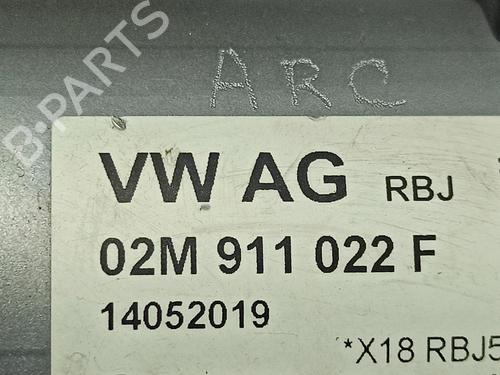 B-PARTS
ARC
VW AG RBJ
02M 911 022 F
14052019
*X18 RBJ5